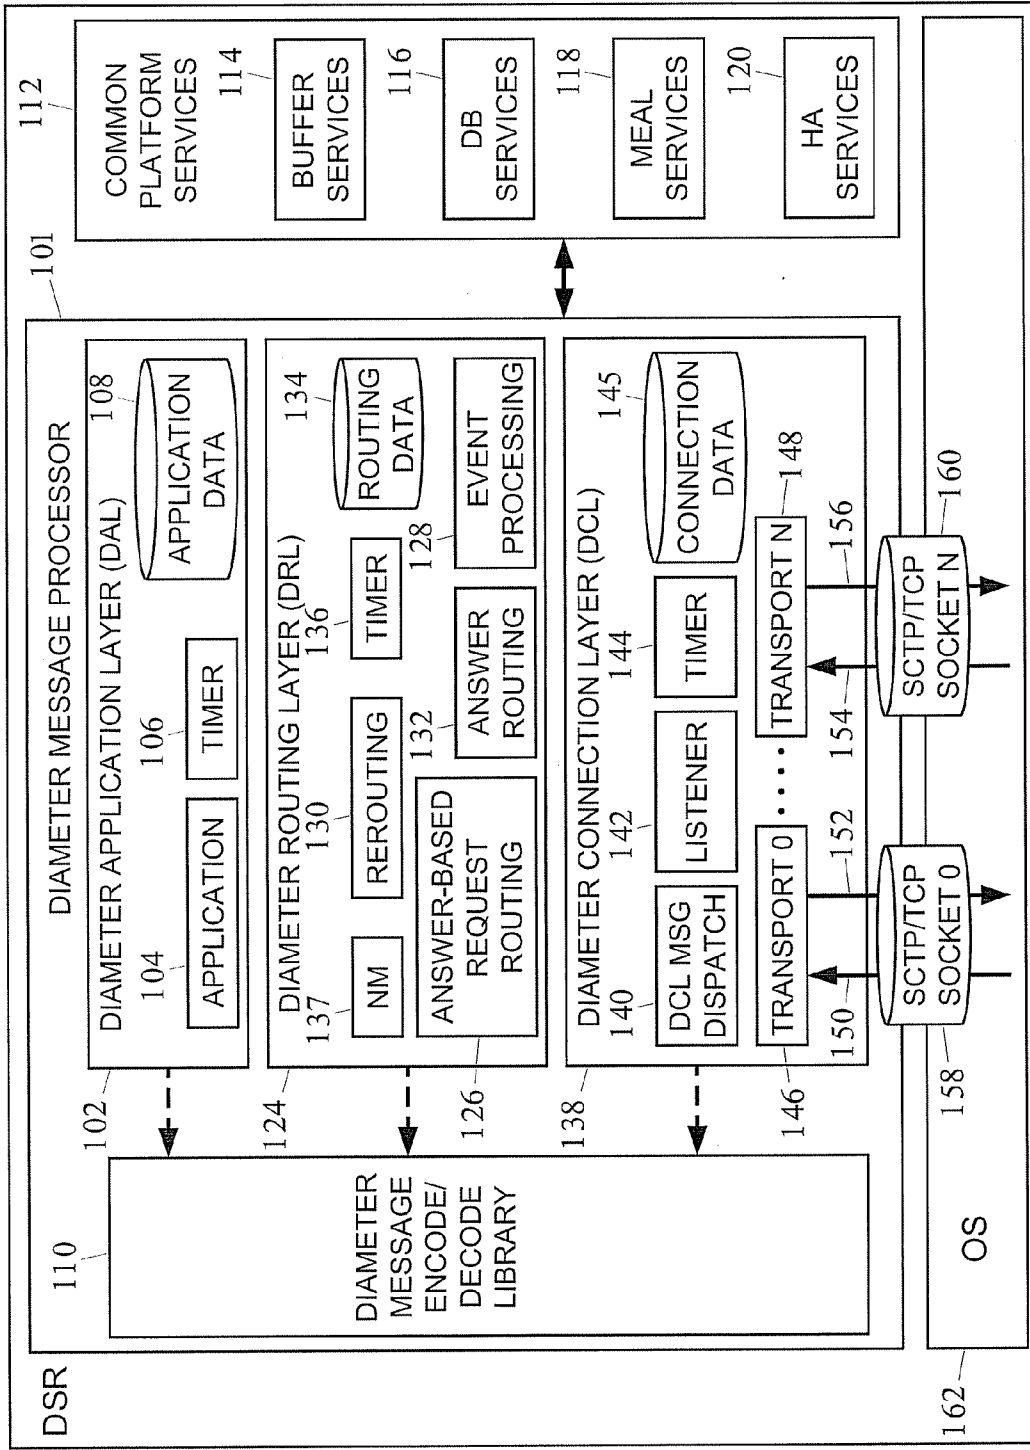 DSR
112
101
COMMON
PLATFORM
SERVICES
114
BUFFER
SERVICES
116
DB
SERVICES
118
MEAL
SERVICES
120
HA
SERVICES
DIAMETER MESSAGE PROCESSOR
110
DIAMETER
MESSAGE
ENCODE/
DECODE
LIBRARY
102
DIAMETER APPLICATION LAYER (DAL)
104
APPLICATION
106
TIMER
108
APPLICATION
DATA
124
DIAMETER ROUTING LAYER (DRL)
137
NM
130
REROUTING
136
TIMER
134
ROUTING
DATA
126
ANSWER-BASED
REQUEST
ROUTING
132
ANSWER
ROUTING
128
EVENT
PROCESSING
138
DIAMETER CONNECTION LAYER (DCL)
140
DCL MSG
DISPATCH
142
LISTENER
144
TIMER
145
CONNECTION
DATA
146
TRANSPORT 0
TRANSPORT N
148
150
152
154
156
158
SCTP/TCP
SOCKET 0
SCTP/TCP
SOCKET N
160
162
OS